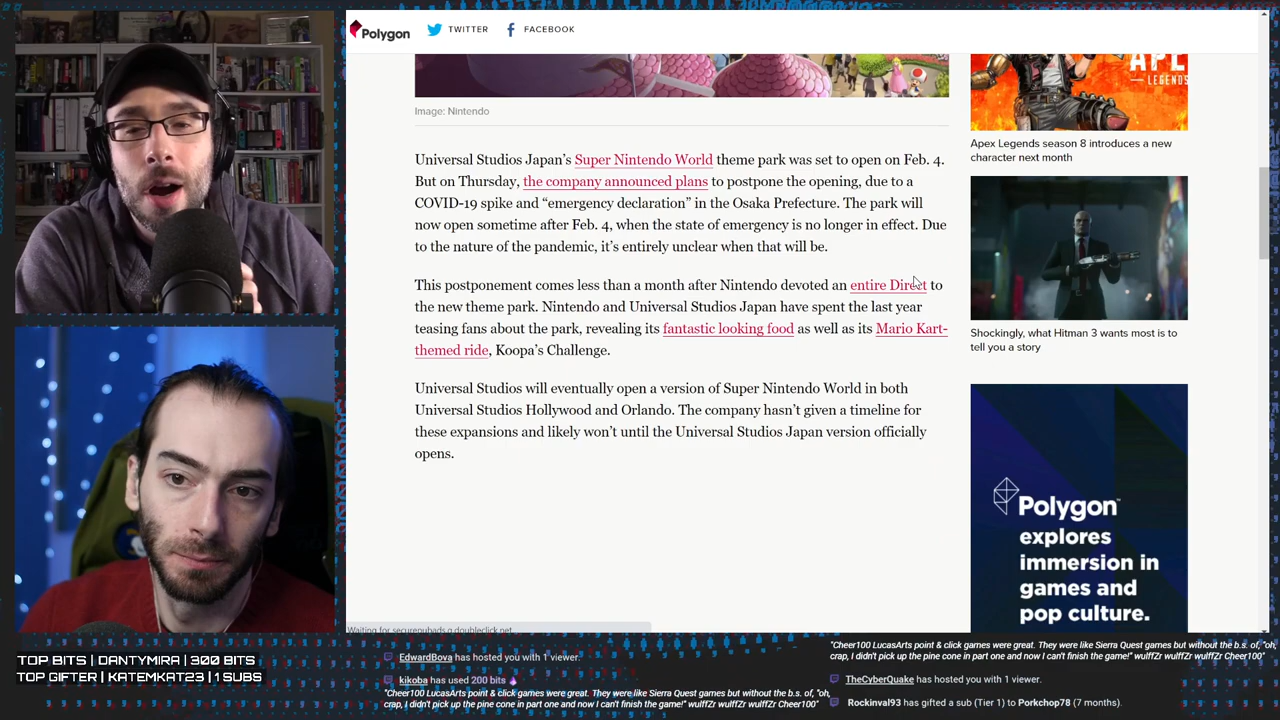 Polygon
TWITTER
FACEBOOK
Image: Nintendo
Universal Studios Japan's Super Nintendo World theme park was set to open on Feb. 4.
But on Thursday, the company announced plans to postpone the opening, due to a
COVID-19 spike and “emergency declaration” in the Osaka Prefecture. The park will
now open sometime after Feb. 4, when the state of emergency is no longer in effect. Due
to the nature of the pandemic, it's entirely unclear when that will be.
This postponement comes less than a month after Nintendo devoted an entire Direct to
the new theme park. Nintendo and Universal Studios Japan have spent the last year
teasing fans about the park, revealing its fantastic looking food as well as its Mario Kart-
themed ride, Koopa's Challenge.
Universal Studios will eventually open a version of Super Nintendo World in both
Universal Studios Hollywood and Orlando. The company hasn't given a timeline for
these expansions and likely won't until the Universal Studios Japan version officially
opens.
APEX
LEGENDS
Apex Legends season 8 introduces a new
character next month
Shockingly, what Hitman 3 wants most is to
tell you a story
Polygon™
explores
immersion in
games and
pop culture.
Waiting for securepubads.g.doubleclick.net...
TOP BITS | DANTYMIRA | 300 BITS
TOP GIFTER | KATEMKAT23 | 1 SUBS
EdwardBova has hosted you with 1 viewer.
kikoba has used 200 bits
"Cheer100 LucasArts point & click games were great. They were like Sierra Quest games but without the b.s. of, "oh,
crap, I didn't pick up the pine cone in part one and now I can't finish the game!" wulffZr wulffZr Cheer100"
"Cheer100 LucasArts point & click games were great. They were like Sierra Quest games but without the b.s. of, "oh,
crap, I didn't pick up the pine cone in part one and now I can't finish the game!" wulffZr wulffZr Cheer100"
TheCyberQuake has hosted you with 1 viewer.
Rockinval93 has gifted a sub (Tier 1) to Porkchop78 (7 months).